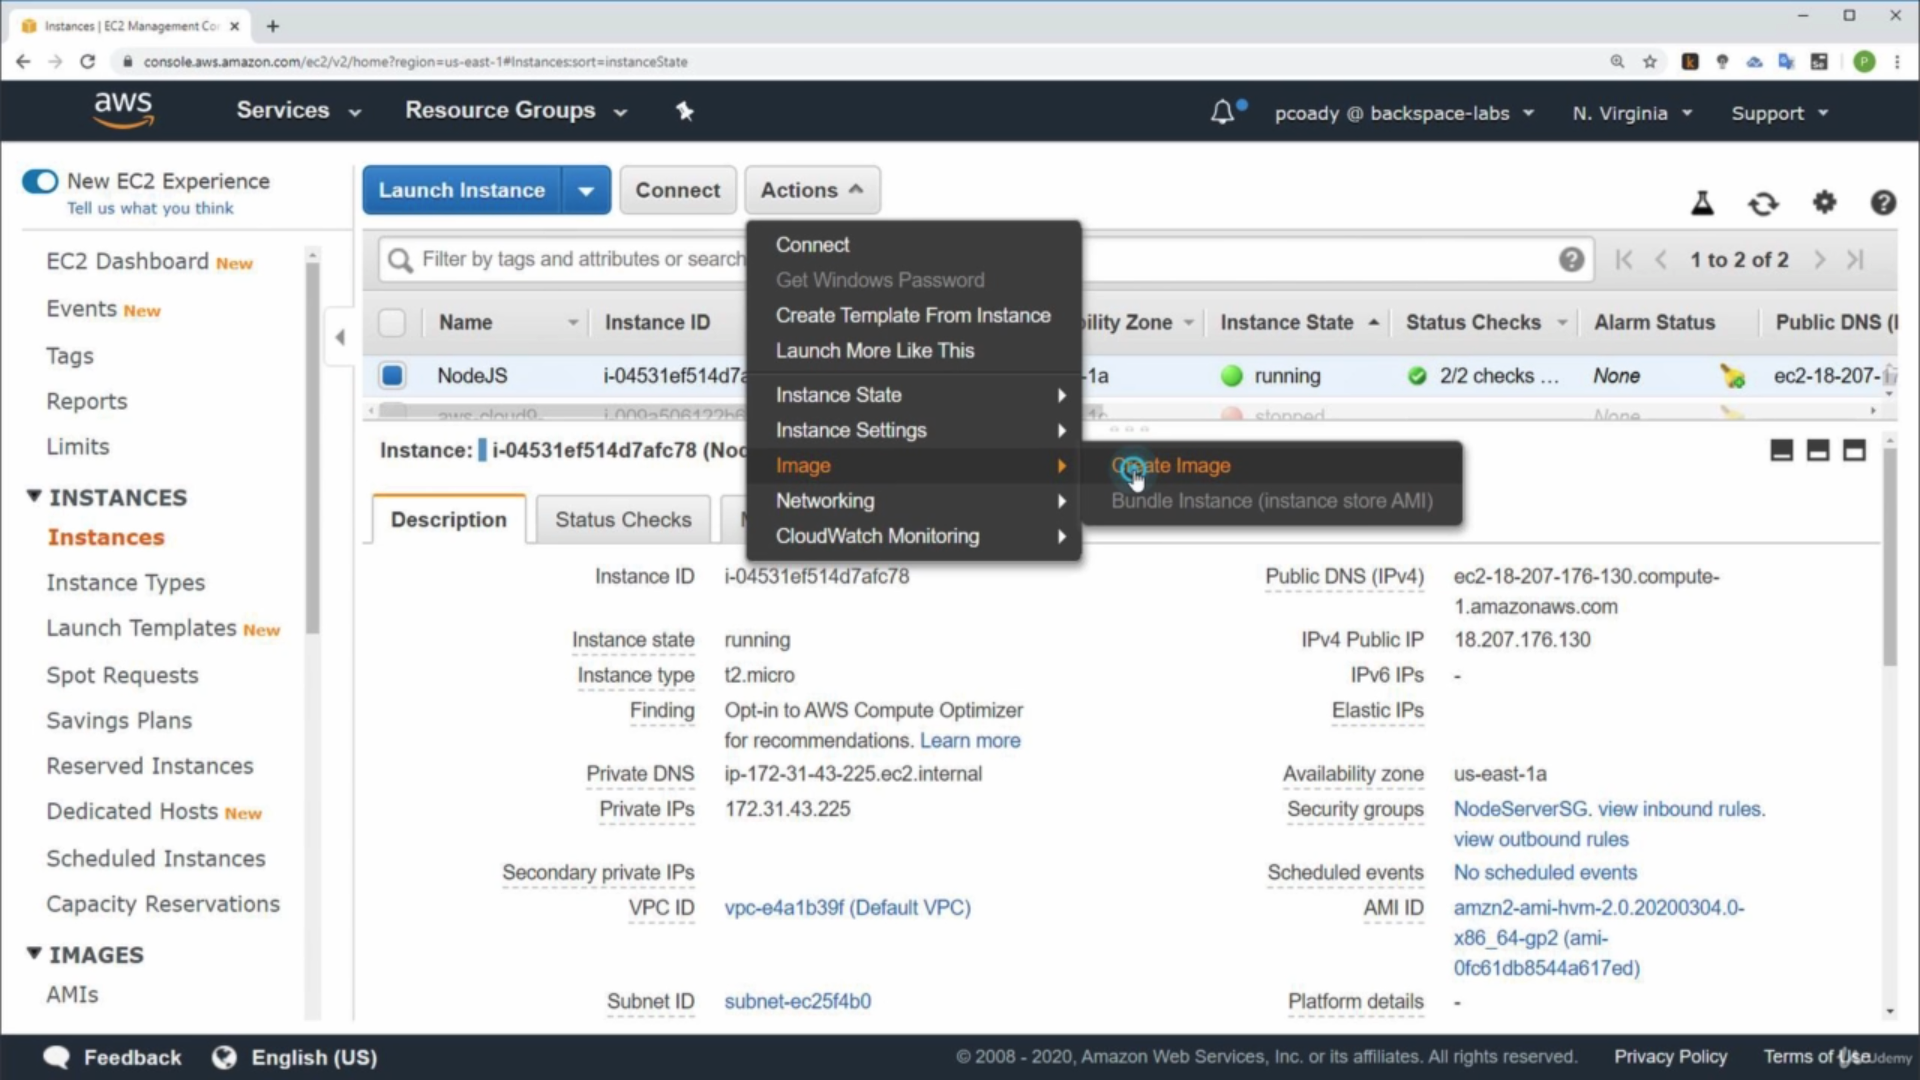 Instances | EC2 Management Co
console.aws.amazon.com/ec2/v2/home?region=us-east-1#Instances:sort=instanceState
aws
Services
Resource Groups
pcoady @ backspace-labs
N. Virginia
Support
New EC2 Experience
Tell us what you think
EC2 Dashboard New
Events New
Tags
Reports
Limits
INSTANCES
Instances
Instance Types
Launch Templates New
Spot Requests
Savings Plans
Reserved Instances
Dedicated Hosts New
Scheduled Instances
Capacity Reservations
IMAGES
AMIs
Launch Instance
Connect
Actions
Filter by tags and attributes or search
1 to 2 of 2
Name
Instance ID
ility Zone
Instance State
Status Checks
Alarm Status
Public DNS (I
NodeJS
i-04531ef514d7a
-1a
running
2/2 checks ...
None
ec2-18-207-
aws-cloud9-
i-009a506122b6
stopped
None
Connect
Get Windows Password
Create Template From Instance
Launch More Like This
Instance State
Instance Settings
Image
Networking
CloudWatch Monitoring
Create Image
Bundle Instance (instance store AMI)
Instance: i-04531ef514d7afc78 (Nod
Description
Status Checks
Instance ID i-04531ef514d7afc78
Instance state running
Instance type t2.micro
Finding Opt-in to AWS Compute Optimizer
for recommendations. Learn more
Private DNS ip-172-31-43-225.ec2.internal
Private IPs 172.31.43.225
Secondary private IPs
VPC ID vpc-e4a1b39f (Default VPC)
Subnet ID subnet-ec25f4b0
Public DNS (IPv4) ec2-18-207-176-130.compute-
1.amazonaws.com
IPv4 Public IP 18.207.176.130
IPv6 IPs -
Elastic IPs
Availability zone us-east-1a
Security groups NodeServerSG. view inbound rules.
view outbound rules
Scheduled events No scheduled events
AMI ID amzn2-ami-hvm-2.0.20200304.0-
x86_64-gp2 (ami-
0fc61db8544a617ed)
Platform details -
Feedback
English (US)
© 2008 - 2020, Amazon Web Services, Inc. or its affiliates. All rights reserved.
Privacy Policy
Terms of Use